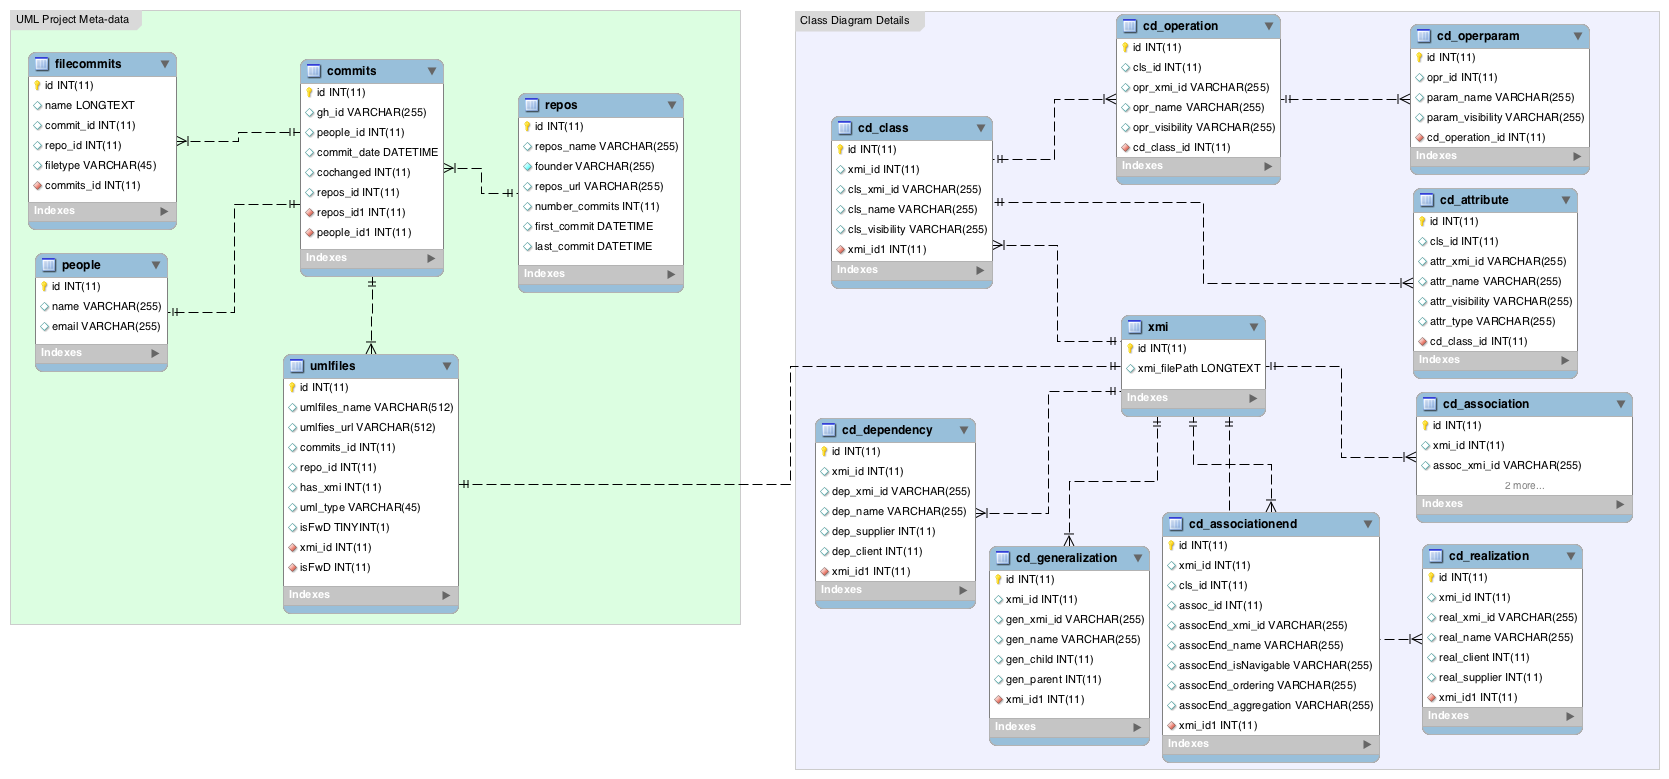 UML Project Meta-data
filecommits
id INT(11)
name LONGTEXT
commit_id INT(11)
repo_id INT(11)
filetype VARCHAR(45)
commits_id INT(11)
Indexes
commits
id INT(11)
gh_id VARCHAR(255)
people_id INT(11)
commit_date DATETIME
cochanged INT(11)
repos_id INT(11)
repos_id1 INT(11)
people_id1 INT(11)
Indexes
repos
id INT(11)
repos_name VARCHAR(255)
founder VARCHAR(255)
repos_url VARCHAR(255)
number_commits INT(11)
first_commit DATETIME
last_commit DATETIME
Indexes
people
id INT(11)
name VARCHAR(255)
email VARCHAR(255)
Indexes
umlfiles
id INT(11)
umlfiles_name VARCHAR(512)
umlfies_url VARCHAR(512)
commits_id INT(11)
repo_id INT(11)
has_xmi INT(11)
uml_type VARCHAR(45)
isFwD TINYINT(1)
xmi_id INT(11)
isFwD INT(11)
Indexes
Class Diagram Details
cd_operation
id INT(11)
cls_id INT(11)
opr_xmi_id VARCHAR(255)
opr_name VARCHAR(255)
opr_visibility VARCHAR(255)
cd_class_id INT(11)
Indexes
cd_operparam
id INT(11)
opr_id INT(11)
param_name VARCHAR(255)
param_visibility VARCHAR(255)
cd_operation_id INT(11)
Indexes
cd_class
id INT(11)
xmi_id INT(11)
cls_xmi_id VARCHAR(255)
cls_name VARCHAR(255)
cls_visibility VARCHAR(255)
xmi_id1 INT(11)
Indexes
cd_attribute
id INT(11)
cls_id INT(11)
attr_xmi_id VARCHAR(255)
attr_name VARCHAR(255)
attr_visibility VARCHAR(255)
attr_type VARCHAR(255)
cd_class_id INT(11)
Indexes
xmi
id INT(11)
xmi_filePath LONGTEXT
Indexes
cd_association
id INT(11)
xmi_id INT(11)
assoc_xmi_id VARCHAR(255)
2 more...
Indexes
cd_dependency
id INT(11)
xmi_id INT(11)
dep_xmi_id VARCHAR(255)
dep_name VARCHAR(255)
dep_supplier INT(11)
dep_client INT(11)
xmi_id1 INT(11)
Indexes
cd_generalization
id INT(11)
xmi_id INT(11)
gen_xmi_id VARCHAR(255)
gen_name VARCHAR(255)
gen_child INT(11)
gen_parent INT(11)
xmi_id1 INT(11)
Indexes
cd_associationend
id INT(11)
xmi_id INT(11)
cls_id INT(11)
assoc_id INT(11)
assocEnd_xmi_id VARCHAR(255)
assocEnd_name VARCHAR(255)
assocEnd_isNavigable VARCHAR(255)
assocEnd_ordering VARCHAR(255)
assocEnd_aggregation VARCHAR(255)
xmi_id1 INT(11)
Indexes
cd_realization
id INT(11)
xmi_id INT(11)
real_xmi_id VARCHAR(255)
real_name VARCHAR(255)
real_client INT(11)
real_supplier INT(11)
xmi_id1 INT(11)
Indexes